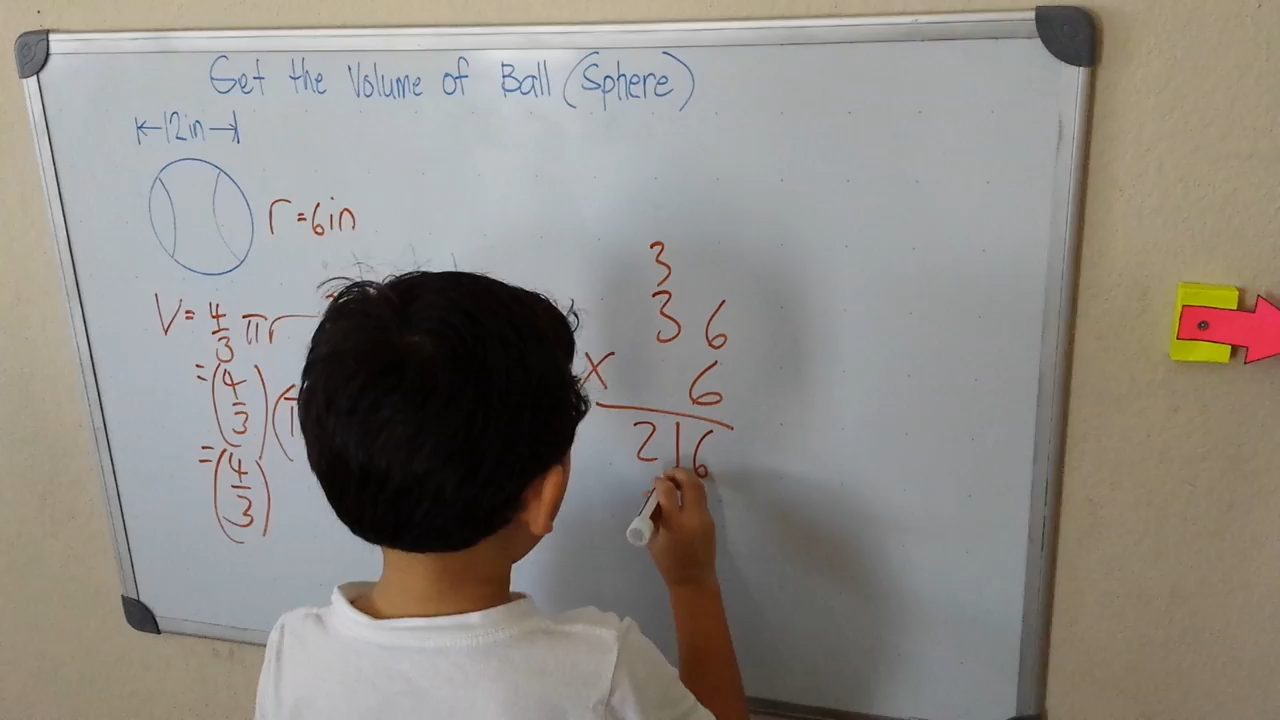 Get the Volume of Ball (Sphere)
12in
r = 6in
V = 4/3 πr
= (4/3) (π
= (4/3)
3
36
x 6
216